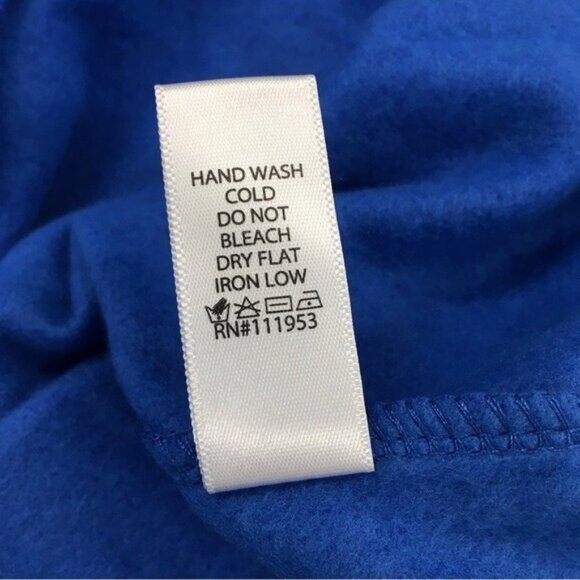 HAND WASH
COLD
DO NOT
BLEACH
DRY FLAT
IRON LOW
RN#111953